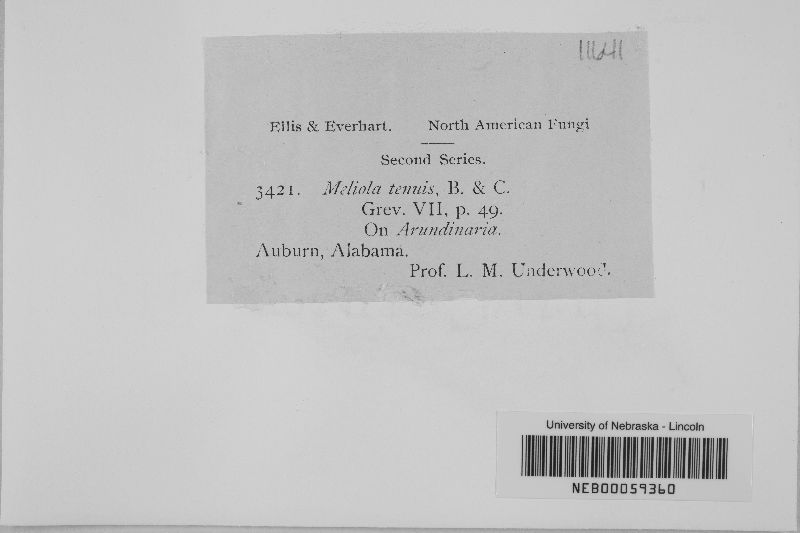 Ellis & Everhart. North American Fungi
Second Series.
3421. Meliola tenuis, B. & C.
Grev. VII, p. 49.
On Arundinaria.
Auburn, Alabama.
Prof. L. M. Underwood.
University of Nebraska - Lincoln
NEB00059360